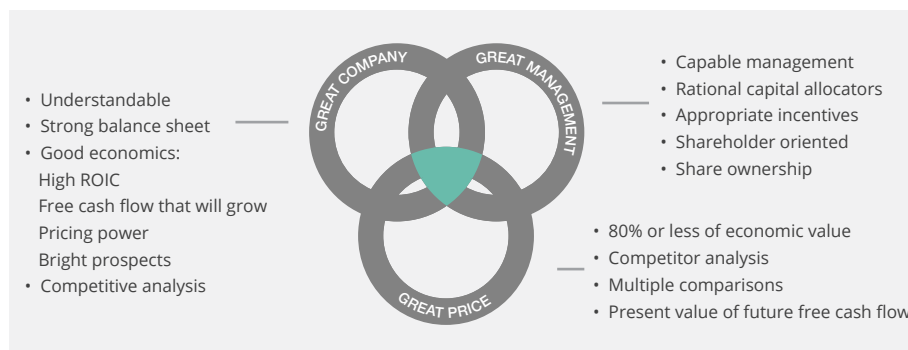 GREAT COMPANY
GREAT MANAGEMENT
GREAT PRICE
• Understandable
• Strong balance sheet
• Good economics:
High ROIC
Free cash flow that will grow
Pricing power
Bright prospects
• Competitive analysis
• Capable management
• Rational capital allocators
• Appropriate incentives
• Shareholder oriented
• Share ownership
• 80% or less of economic value
• Competitor analysis
• Multiple comparisons
• Present value of future free cash flow